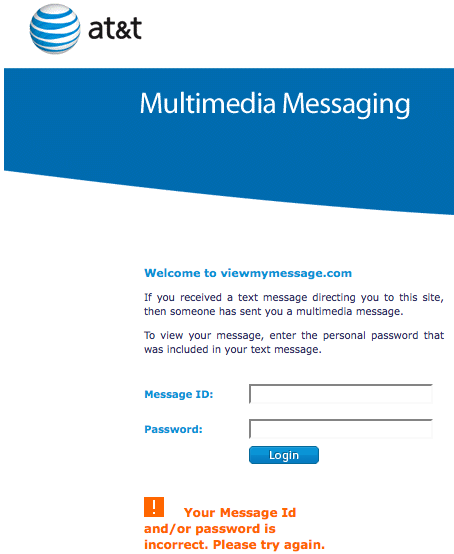 at&t
Multimedia Messaging
Welcome to viewmymessage.com
If you received a text message directing you to this site,
then someone has sent you a multimedia message.
To view your message, enter the personal password that
was included in your text message.
Message ID:
Password:
Login
! Your Message Id
and/or password is
incorrect. Please try again.